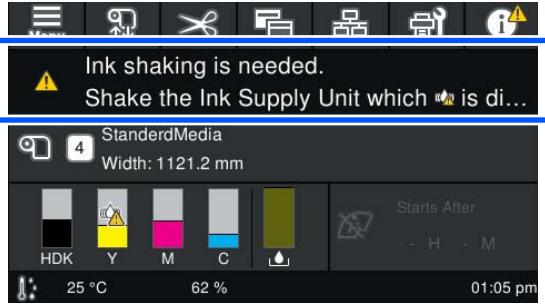 Menu
Ink shaking is needed.
Shake the Ink Supply Unit which is di...
4
StanderdMedia
Width: 1121.2 mm
Starts After
- H - M
HDK Y M C
25 °C 62 % 01:05 pm